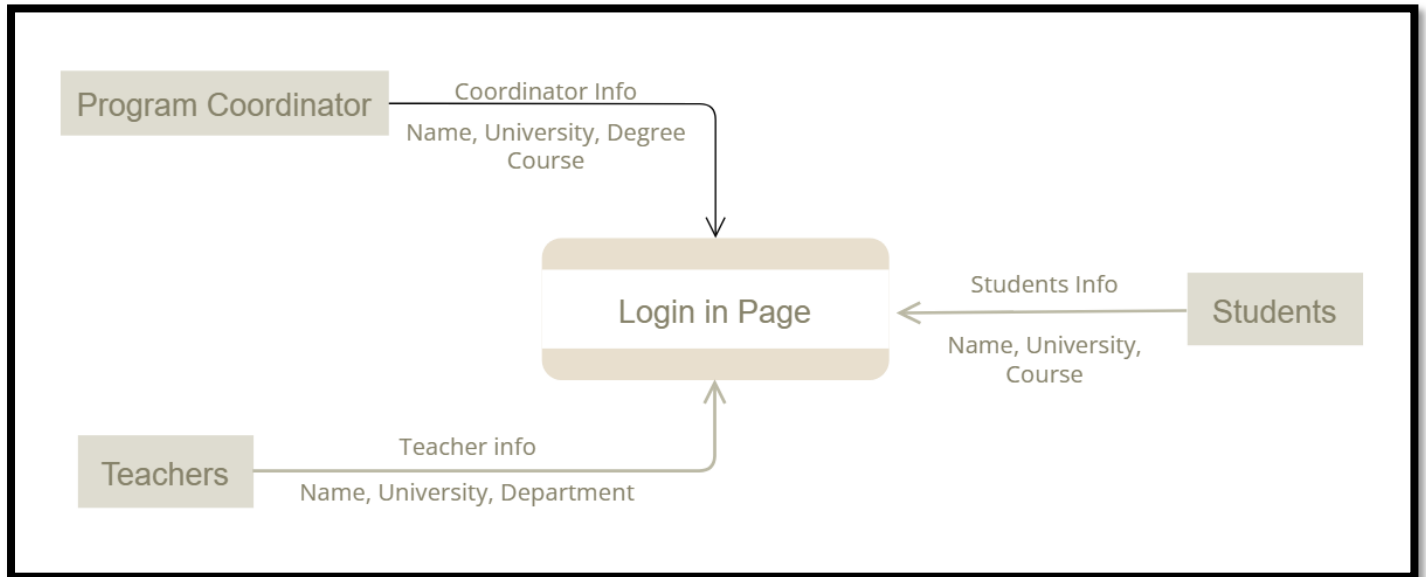 Program Coordinator
Coordinator Info
Name, University, Degree
Course
Login in Page
Students Info
Name, University,
Course
Students
Teachers
Teacher info
Name, University, Department